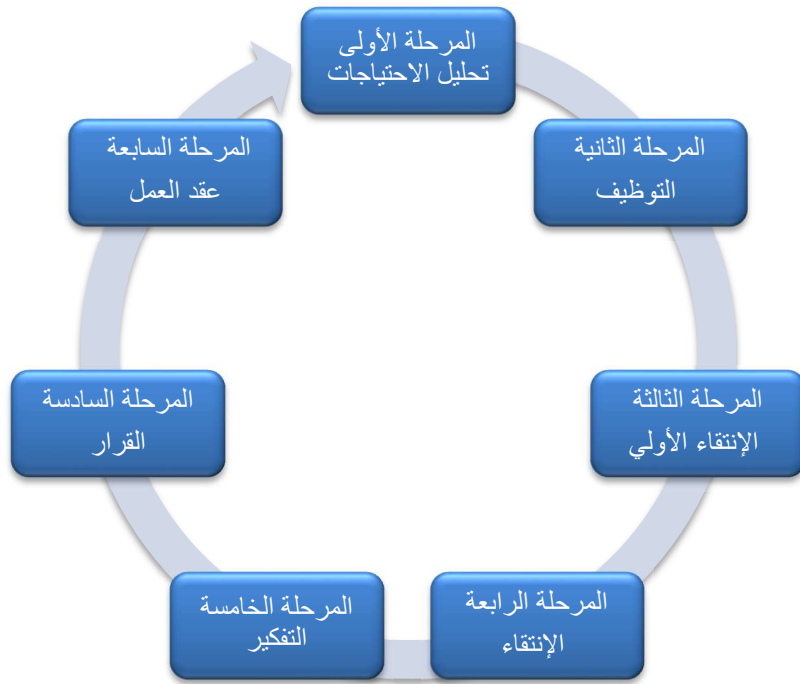 المرحلة الأولى
تحليل الاحتياجات
المرحلة الثانية
التوظيف
المرحلة الثالثة
الإنتقاء الأولي
المرحلة الرابعة
الإنتقاء
المرحلة الخامسة
التفكير
المرحلة السادسة
القرار
المرحلة السابعة
عقد العمل